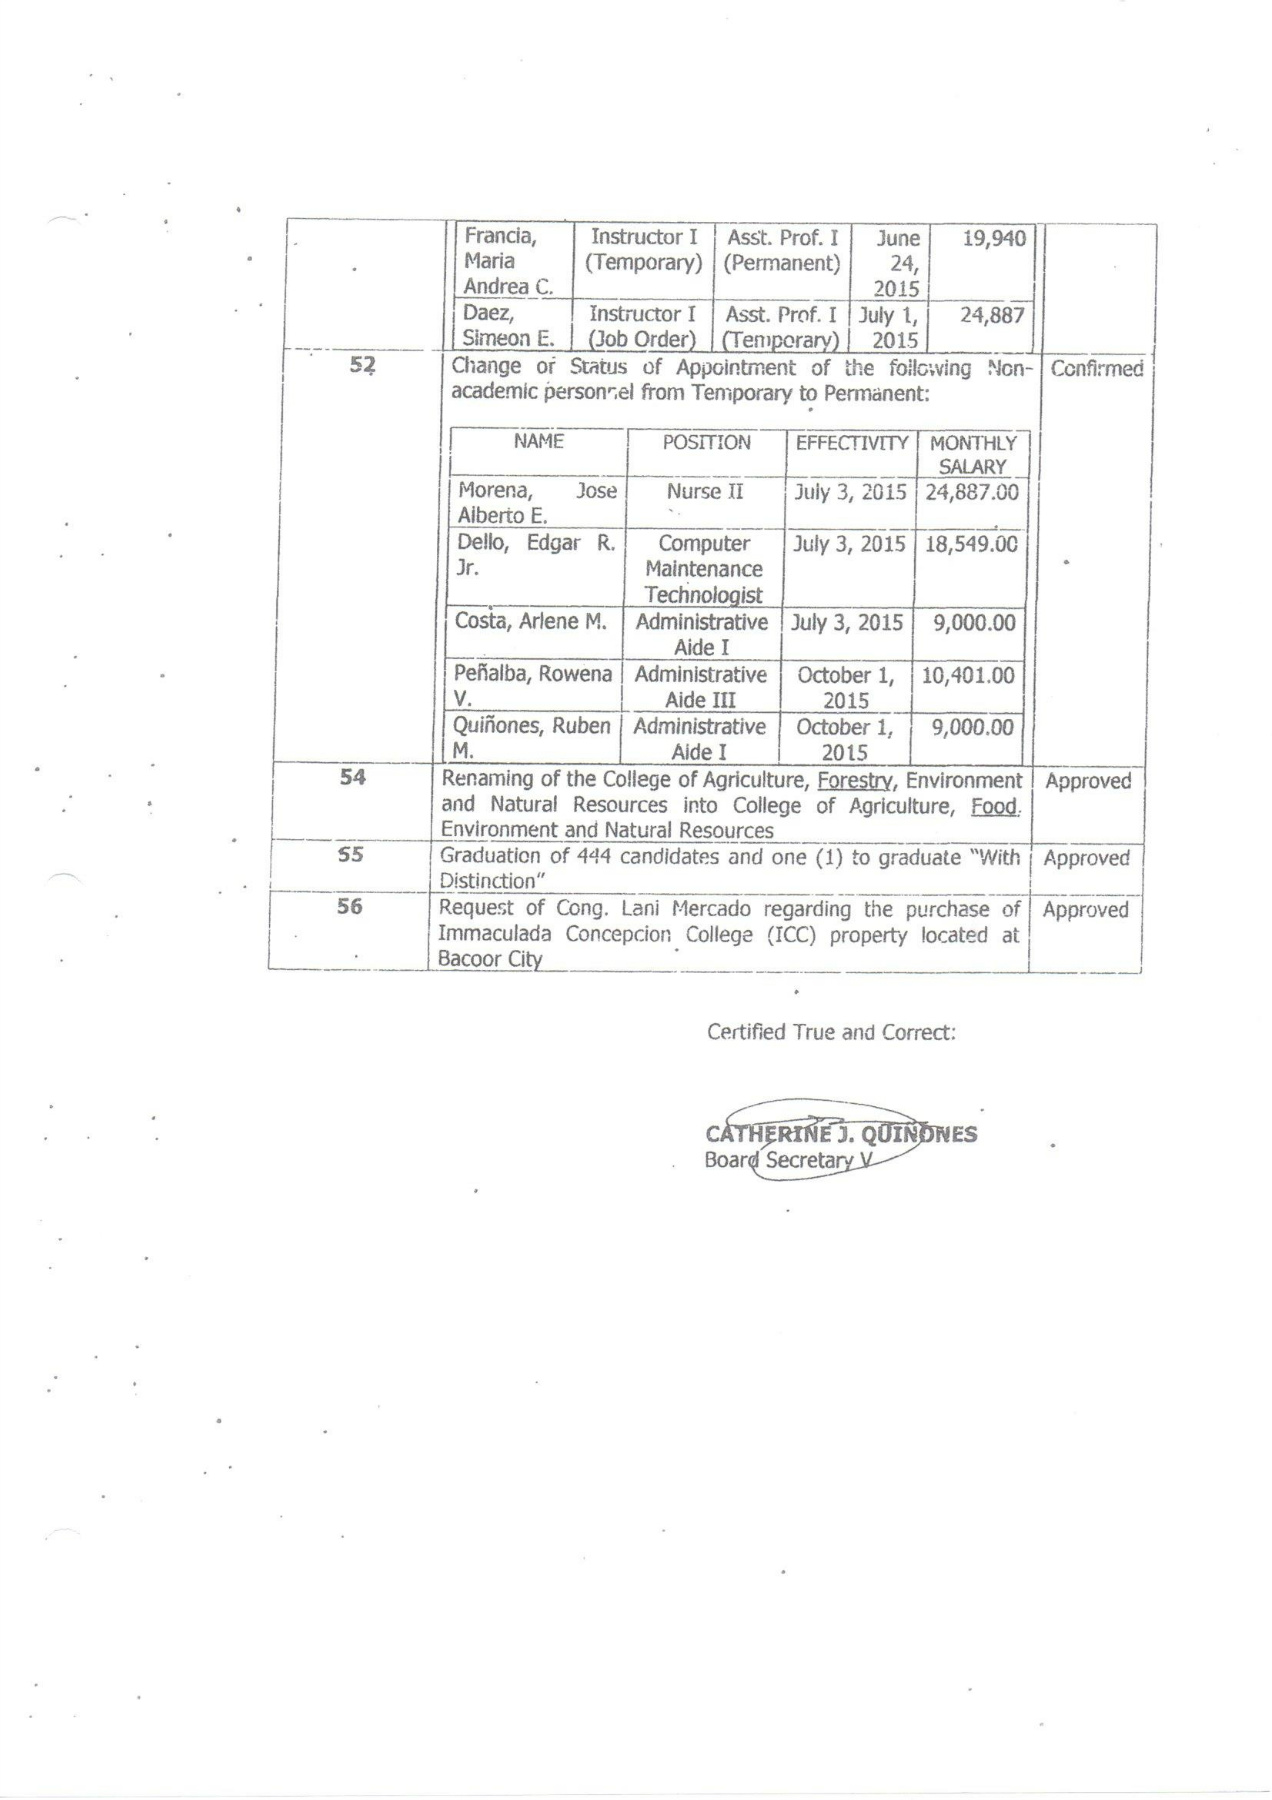 Francia, Instructor I Asst. Prof. I June 19,940
Maria (Temporary) (Permanent) 24,
Andrea C. 2015
Daez, Instructor I Asst. Prof. I July 1, 24,887
Simeon E. (Job Order) (Temporary) 2015
52 Change of Status of Appointment of the following Non- Confirmed
academic personnel from Temporary to Permanent:
NAME POSITION EFFECTIVITY MONTHLY
SALARY
Morena, Jose Nurse II July 3, 2015 24,887.00
Alberto E.
Dello, Edgar R. Computer July 3, 2015 18,549.00
Jr. Maintenance
Technologist
Costa, Arlene M. Administrative July 3, 2015 9,000.00
Aide I
Peñalba, Rowena Administrative October 1, 10,401.00
V. Aide III 2015
Quiñones, Ruben Administrative October 1, 9,000.00
M. Aide I 2015
54 Renaming of the College of Agriculture, Forestry, Environment Approved
and Natural Resources into College of Agriculture, Food,
Environment and Natural Resources
55 Graduation of 444 candidates and one (1) to graduate "With Approved
Distinction"
56 Request of Cong. Lani Mercado regarding the purchase of Approved
Immaculada Concepcion College (ICC) property located at
Bacoor City
Certified True and Correct:
CATHERINE J. QUIÑONES
Board Secretary V